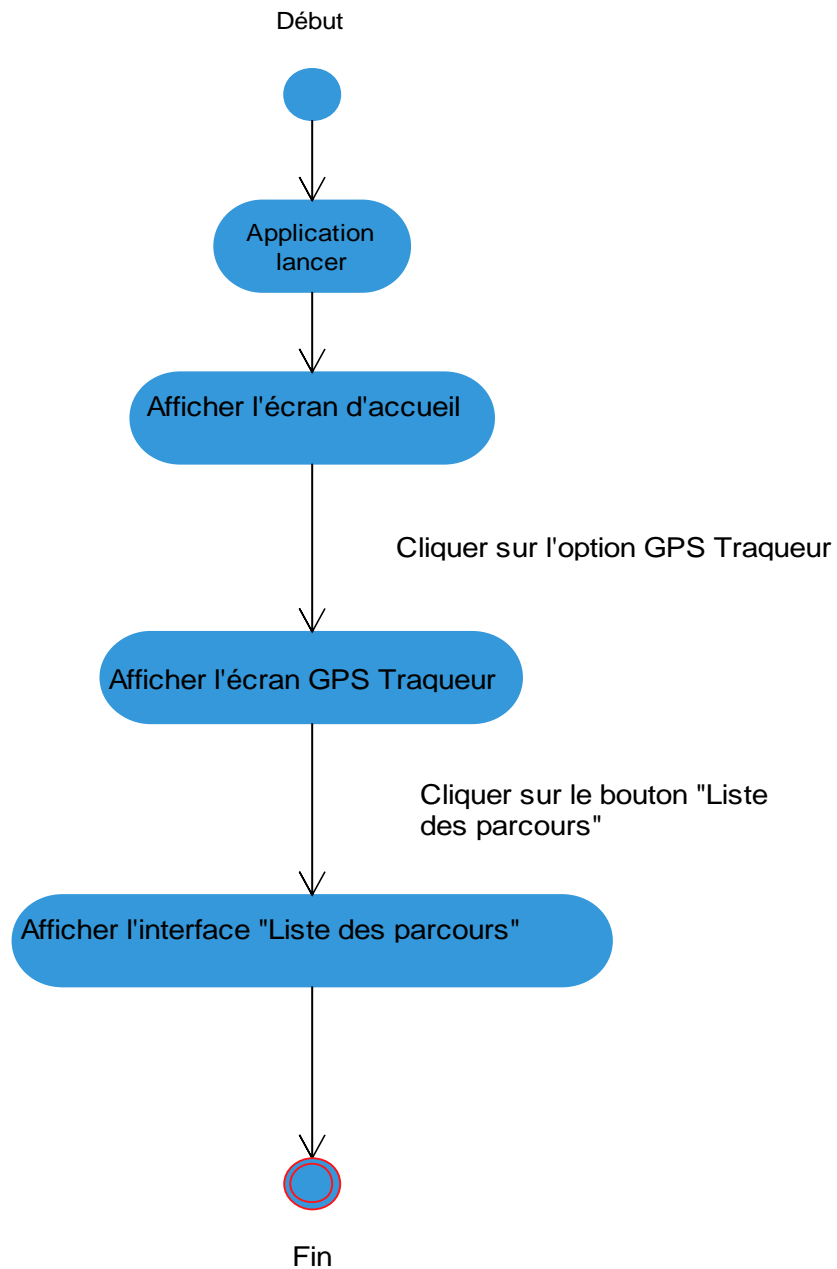 Début
Application
lancer
Afficher l'écran d'accueil
Cliquer sur l'option GPS Traqueur
Afficher l'écran GPS Traqueur
Cliquer sur le bouton "Liste
des parcours"
Afficher l'interface "Liste des parcours"
Fin